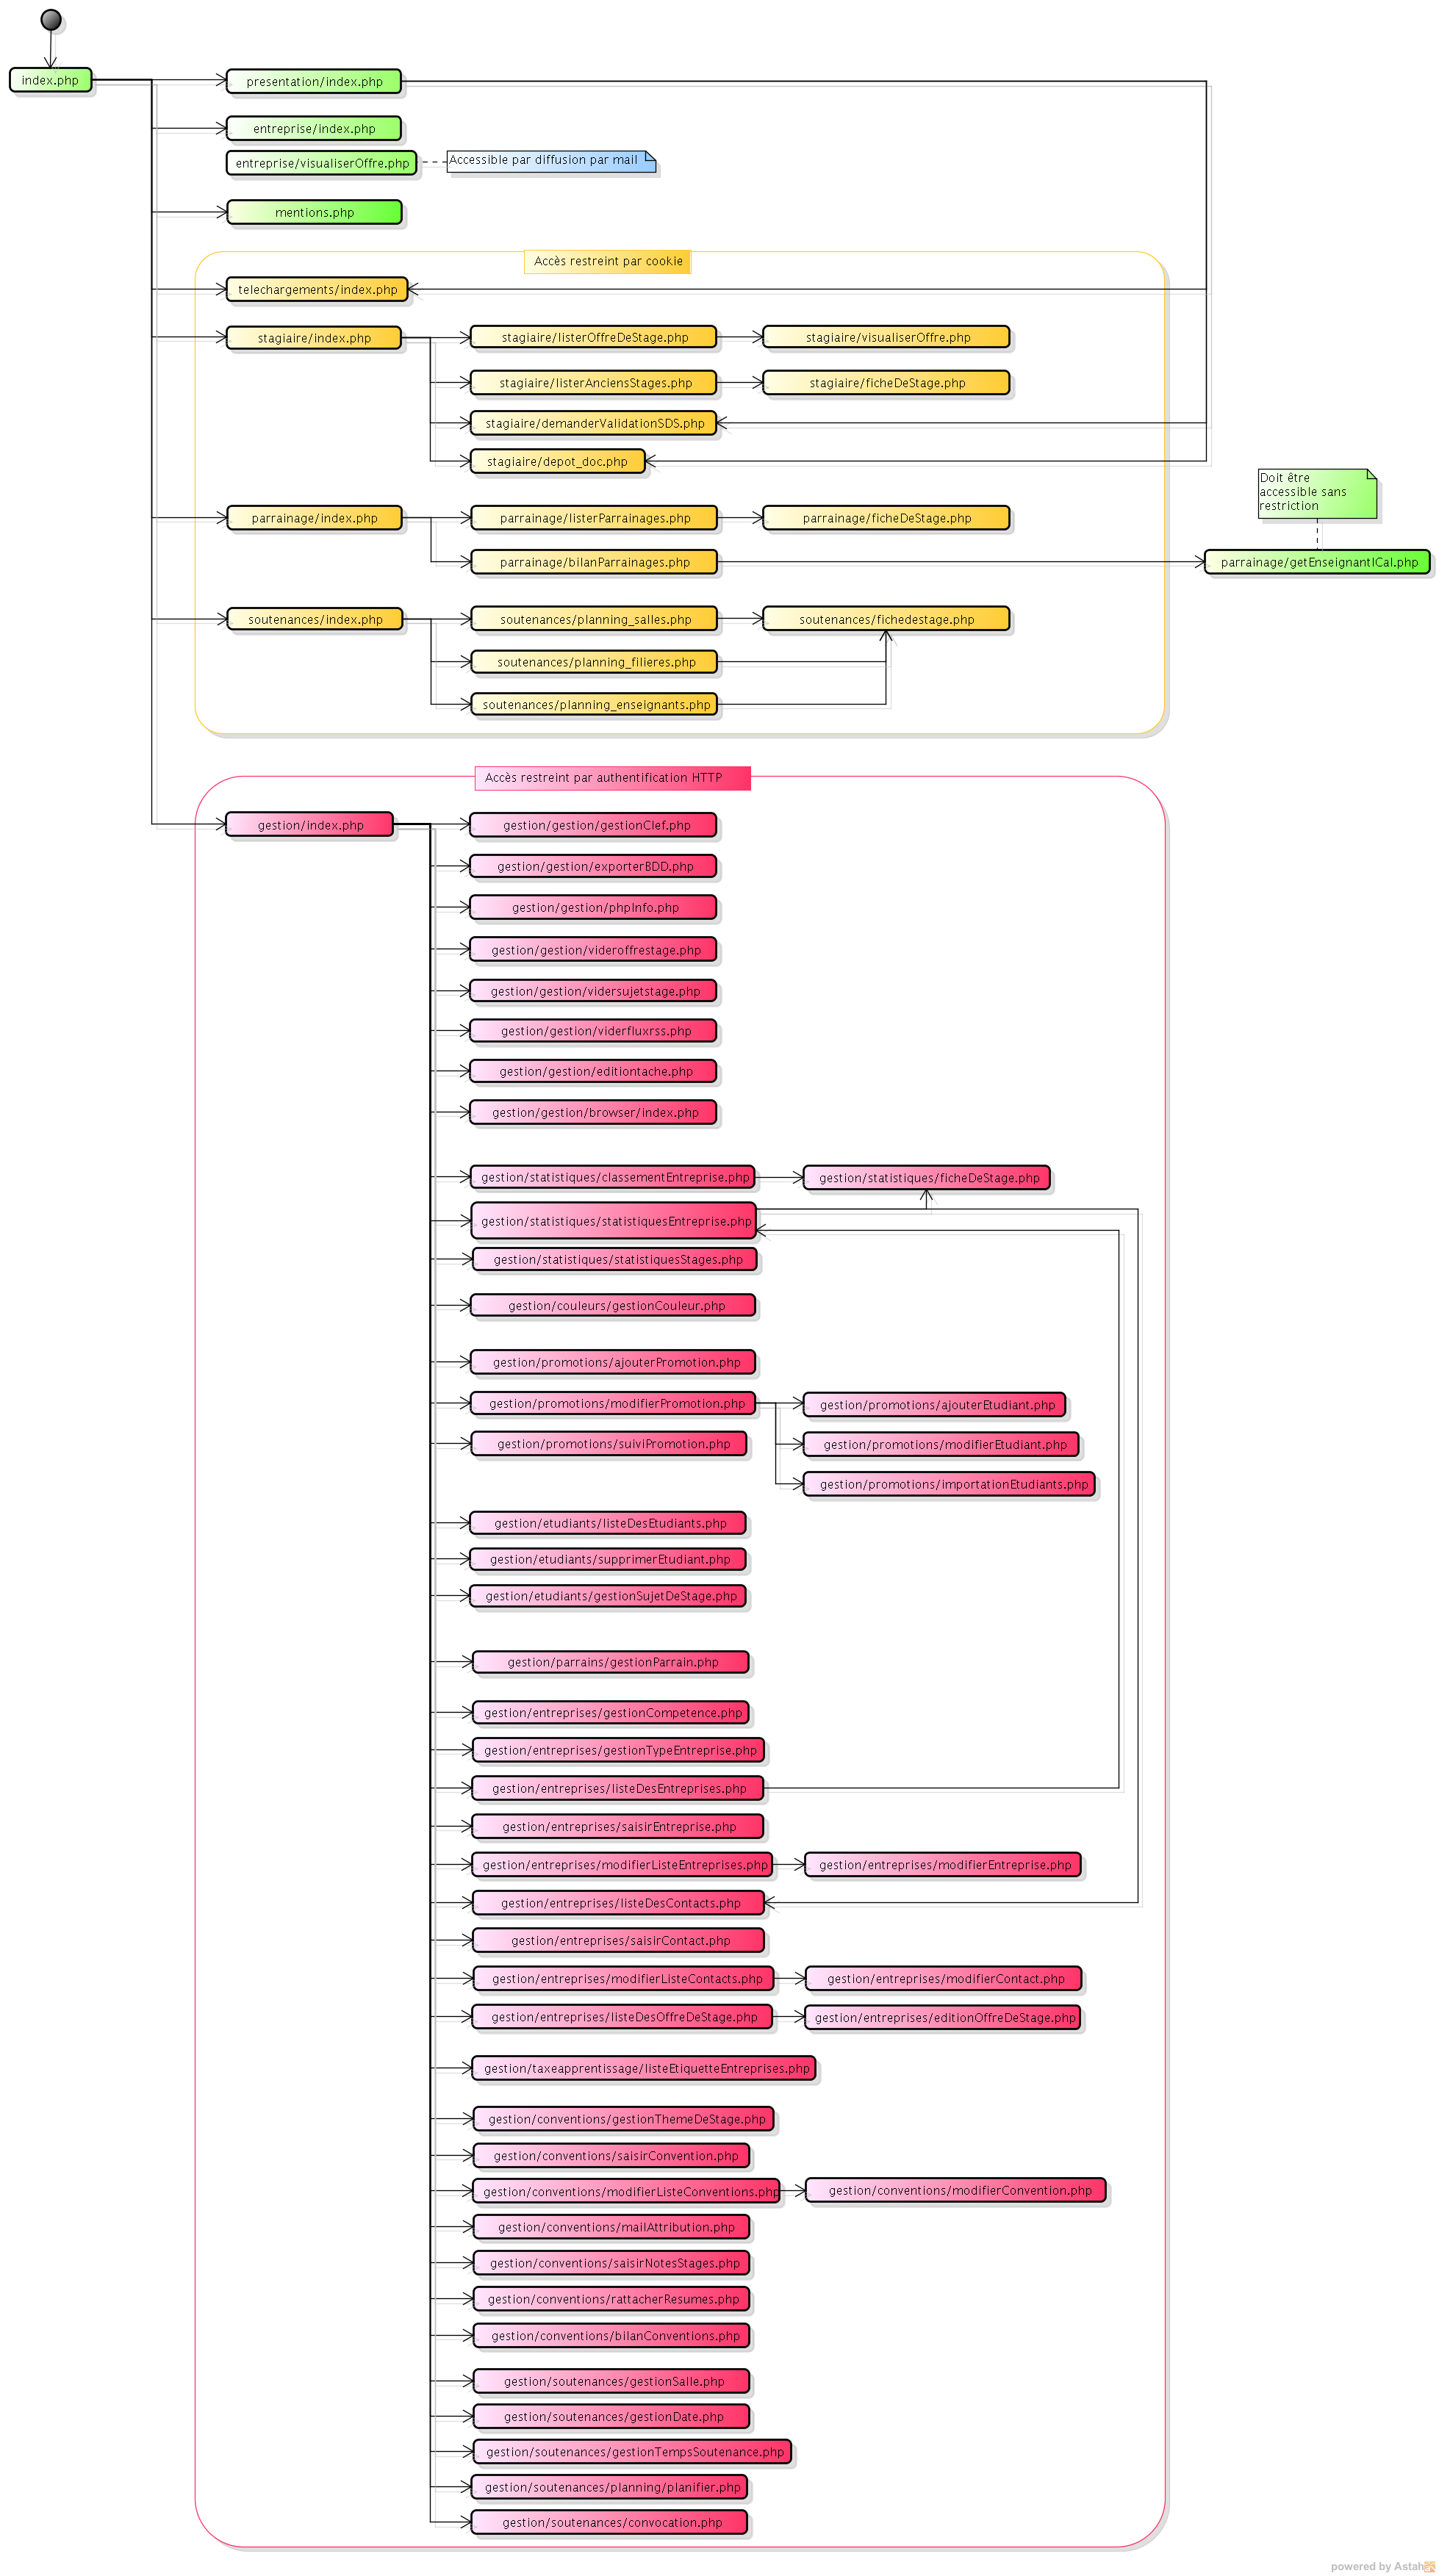 index.php
presentation/index.php
entreprise/index.php
entreprise/visualiserOffre.php
Accessible par diffusion par mail
mentions.php
Accès restreint par cookie
telechargements/index.php
stagiaire/index.php
stagiaire/listerOffreDeStage.php
stagiaire/visualiserOffre.php
stagiaire/listerAnciensStages.php
stagiaire/ficheDeStage.php
stagiaire/demanderValidationSDS.php
stagiaire/depot_doc.php
Doit être
accessible sans
restriction
parrainage/index.php
parrainage/listerParrainages.php
parrainage/ficheDeStage.php
parrainage/bilanParrainages.php
parrainage/getEnseignantICal.php
soutenances/index.php
soutenances/planning_salles.php
soutenances/fichedestage.php
soutenances/planning_filieres.php
soutenances/planning_enseignants.php
Accès restreint par authentification HTTP
gestion/index.php
gestion/gestion/gestionClef.php
gestion/gestion/exporterBDD.php
gestion/gestion/phpInfo.php
gestion/gestion/videroffrestage.php
gestion/gestion/vidersujetstage.php
gestion/gestion/viderfluxrss.php
gestion/gestion/editiontache.php
gestion/gestion/browser/index.php
gestion/statistiques/classementEntreprise.php
gestion/statistiques/ficheDeStage.php
gestion/statistiques/statistiquesEntreprise.php
gestion/statistiques/statistiquesStages.php
gestion/couleurs/gestionCouleur.php
gestion/promotions/ajouterPromotion.php
gestion/promotions/modifierPromotion.php
gestion/promotions/ajouterEtudiant.php
gestion/promotions/suiviPromotion.php
gestion/promotions/modifierEtudiant.php
gestion/promotions/importationEtudiants.php
gestion/etudiants/listeDesEtudiants.php
gestion/etudiants/supprimerEtudiant.php
gestion/etudiants/gestionSujetDeStage.php
gestion/parrains/gestionParrain.php
gestion/entreprises/gestionCompetence.php
gestion/entreprises/gestionTypeEntreprise.php
gestion/entreprises/listeDesEntreprises.php
gestion/entreprises/saisirEntreprise.php
gestion/entreprises/modifierListeEntreprises.php
gestion/entreprises/modifierEntreprise.php
gestion/entreprises/listeDesContacts.php
gestion/entreprises/saisirContact.php
gestion/entreprises/modifierListeContacts.php
gestion/entreprises/modifierContact.php
gestion/entreprises/listeDesOffreDeStage.php
gestion/entreprises/editionOffreDeStage.php
gestion/taxeapprentissage/listeEtiquetteEntreprises.php
gestion/conventions/gestionThemeDeStage.php
gestion/conventions/saisirConvention.php
gestion/conventions/modifierListeConventions.php
gestion/conventions/modifierConvention.php
gestion/conventions/mailAttribution.php
gestion/conventions/saisirNotesStages.php
gestion/conventions/rattacherResumes.php
gestion/conventions/bilanConventions.php
gestion/soutenances/gestionSalle.php
gestion/soutenances/gestionDate.php
gestion/soutenances/gestionTempsSoutenance.php
gestion/soutenances/planning/planifier.php
gestion/soutenances/convocation.php
powered by Astah